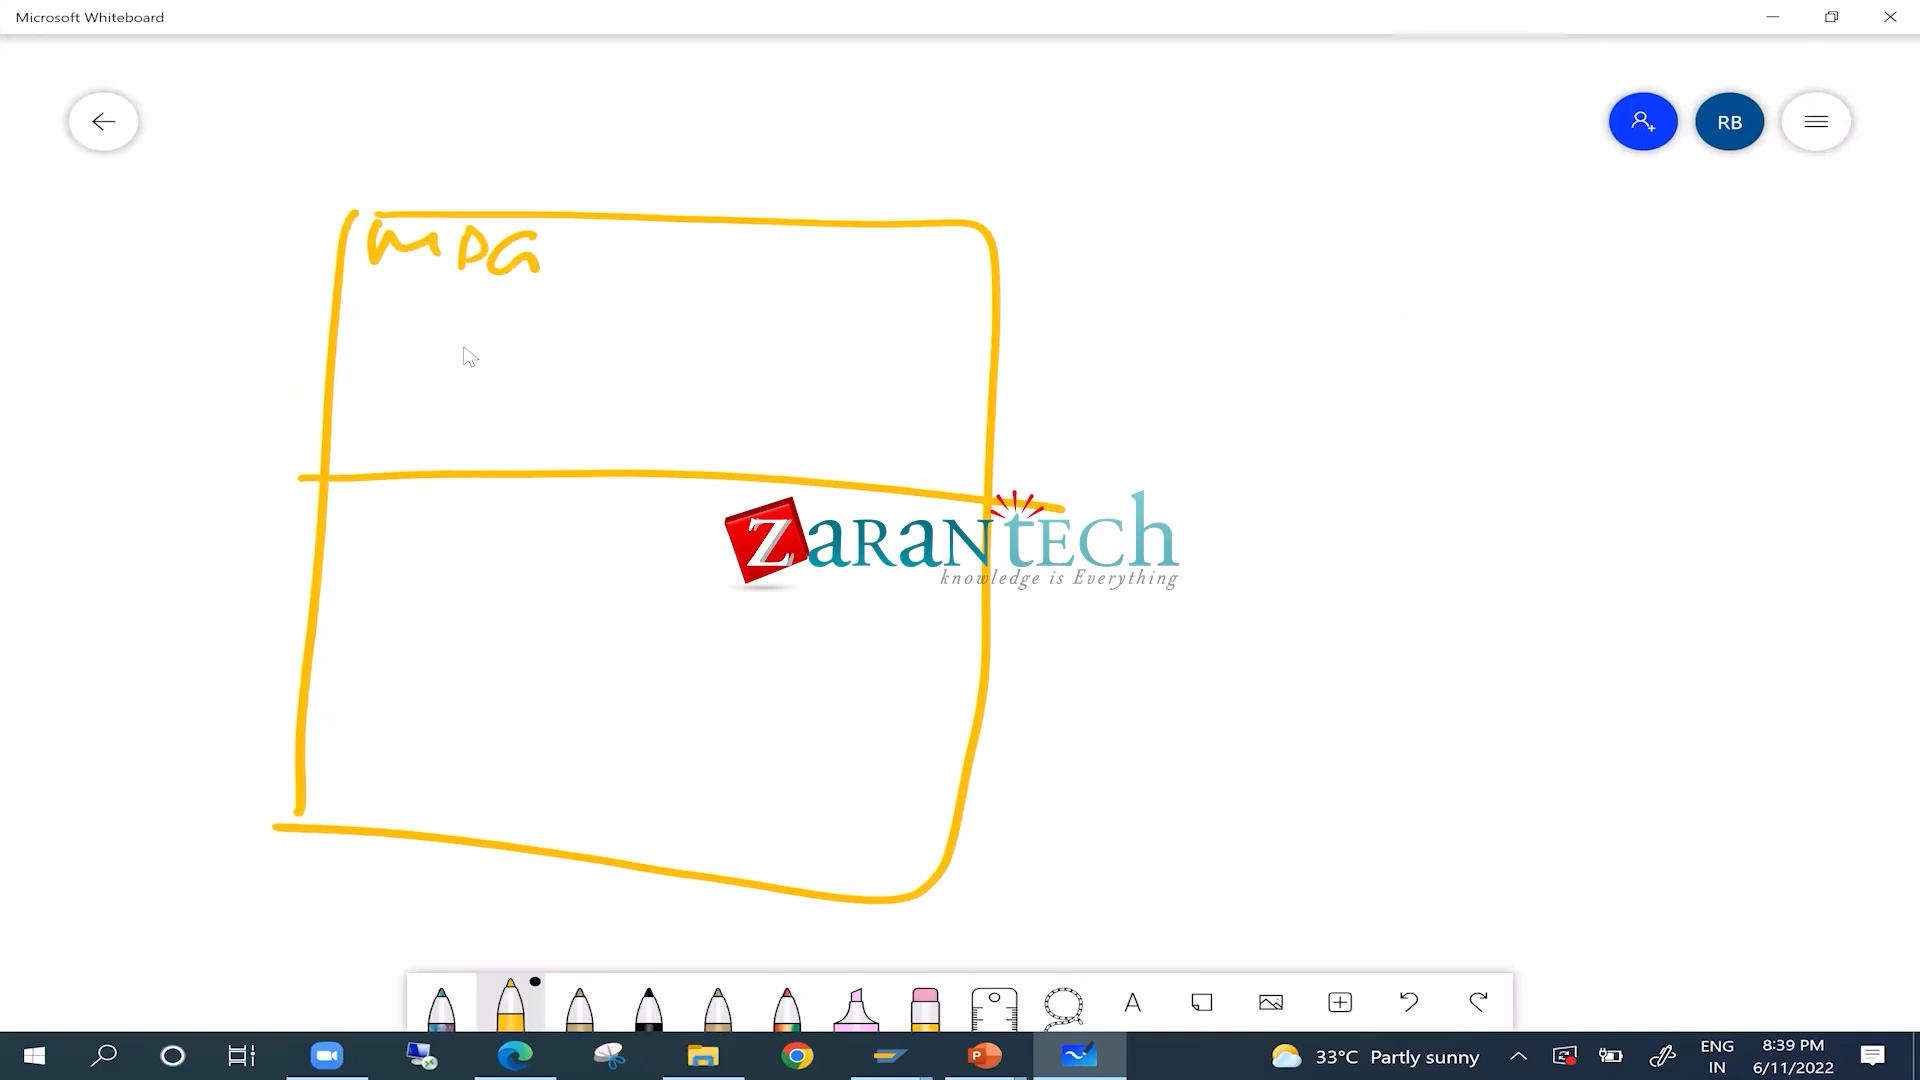 Microsoft Whiteboard
RB
MDG
ZaranTech
knowledge is Everything
A
33°C Partly sunny
ENG
IN
8:39 PM
6/11/2022